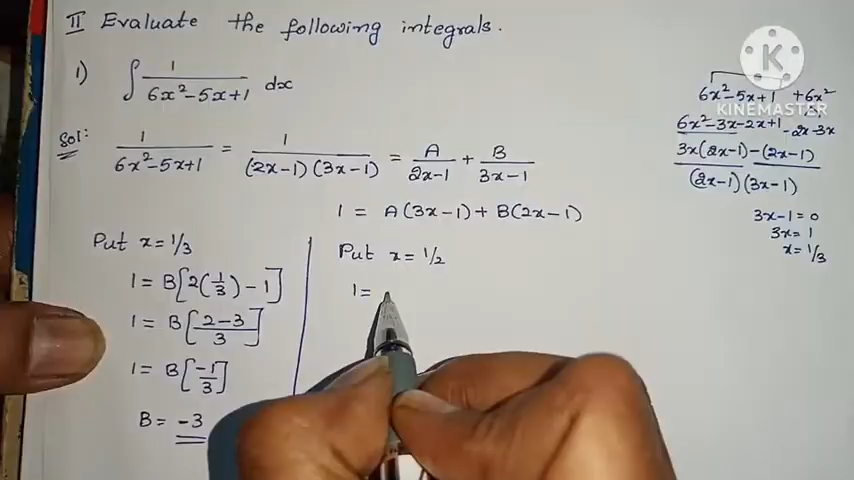 II Evaluate the following integrals.
1) ∫ 1/(6x²-5x+1) dx
Sol: 1/(6x²-5x+1) = 1/((2x-1)(3x-1)) = A/(2x-1) + B/(3x-1)
1 = A(3x-1)+B(2x-1)
Put x=1/3
1=B[2(1/3)-1]
1=B[(2-3)/3]
1=B[-1/3]
B=-3
Put x=1/2
1=
KINEMASTER
6x²-5x+1 +6x²
6x²-3x-2x+1 -2x-3x
3x(2x-1)-(2x-1)
(2x-1)(3x-1)
3x-1=0
3x=1
x=1/3